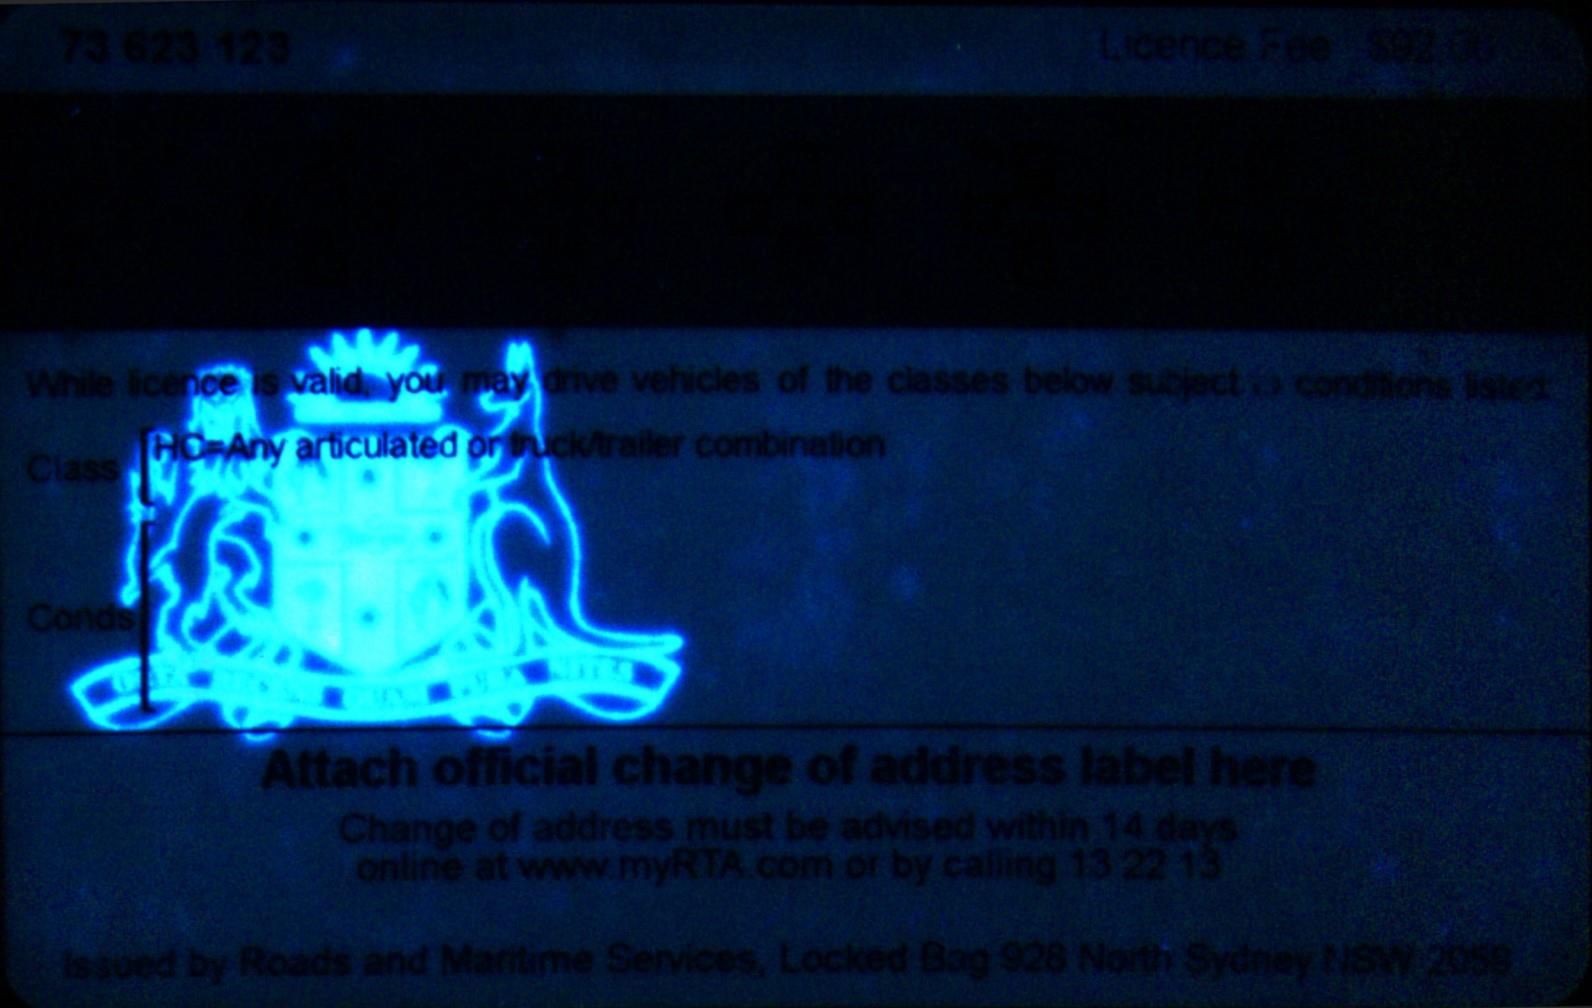 73 623 123
Licence Fee $92.00
While licence is valid, you may drive vehicles of the classes below subject to conditions listed
HC=Any articulated or truck/trailer combination
Class
Conds
Attach official change of address label here
Change of address must be advised within 14 days
online at www.myRTA.com or by calling 13 22 13
Issued by Roads and Maritime Services, Locked Bag 928 North Sydney NSW 2059